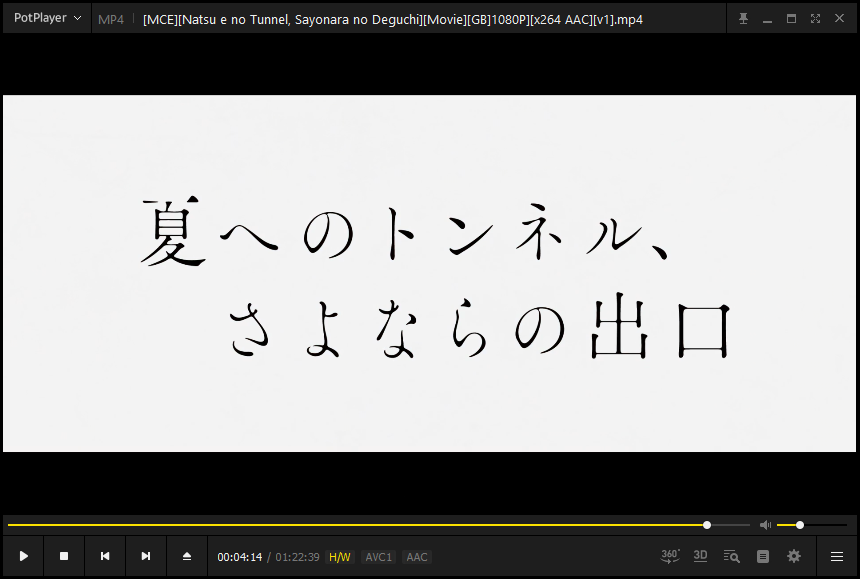 PotPlayer
MP4
[MCE][Natsu e no Tunnel, Sayonara no Deguchi][Movie][GB]1080P][x264 AAC][v1].mp4
夏へのトンネル、
さよならの出口
00:04:14 / 01:22:39 H/W AVC1 AAC
360° 3D